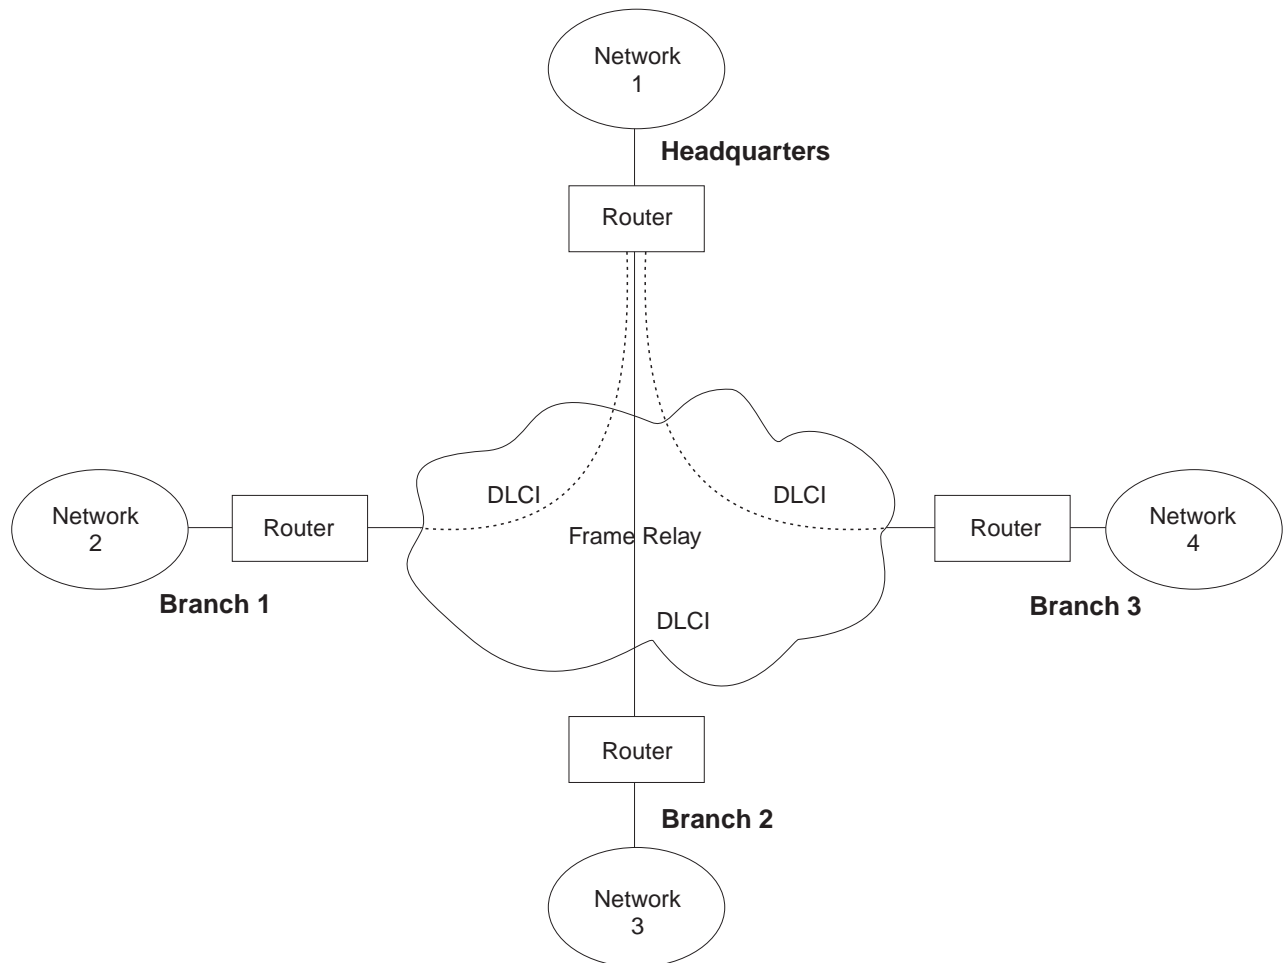 Network
1
Headquarters
Router
DLCI
DLCI
Network
2
Router
Frame Relay
Router
Network
4
Branch 1
Branch 3
DLCI
Router
Branch 2
Network
3